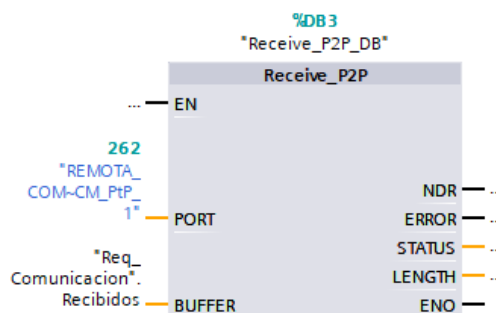 %DB3
"Receive_P2P_DB"
Receive_P2P
... EN
262
"REMOTA_
COM~CM_PtP_
1" PORT
NDR ...
ERROR ...
"Req_
Comunicacion".
Recibidos BUFFER
STATUS ...
LENGTH ...
ENO